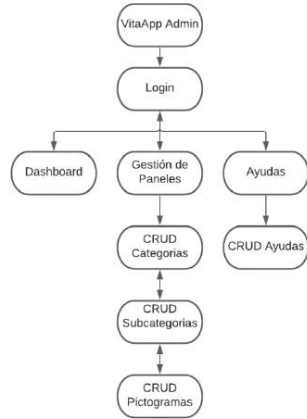 VitaApp Admin
Login
Dashboard
Gestión de
Paneles
Ayudas
CRUD
Categorias
CRUD Ayudas
CRUD
Subcategorias
CRUD
Pictogramas